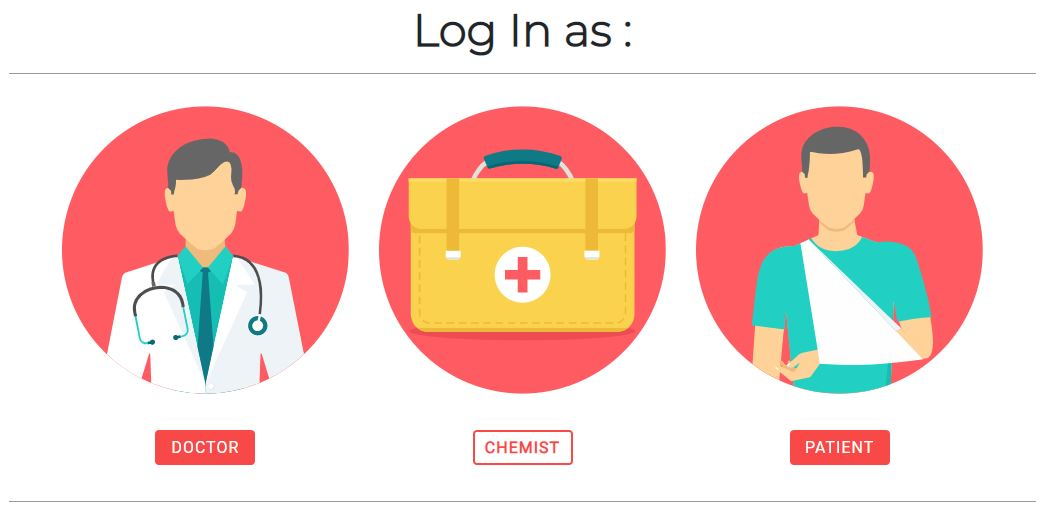 Log In as :
DOCTOR
CHEMIST
PATIENT